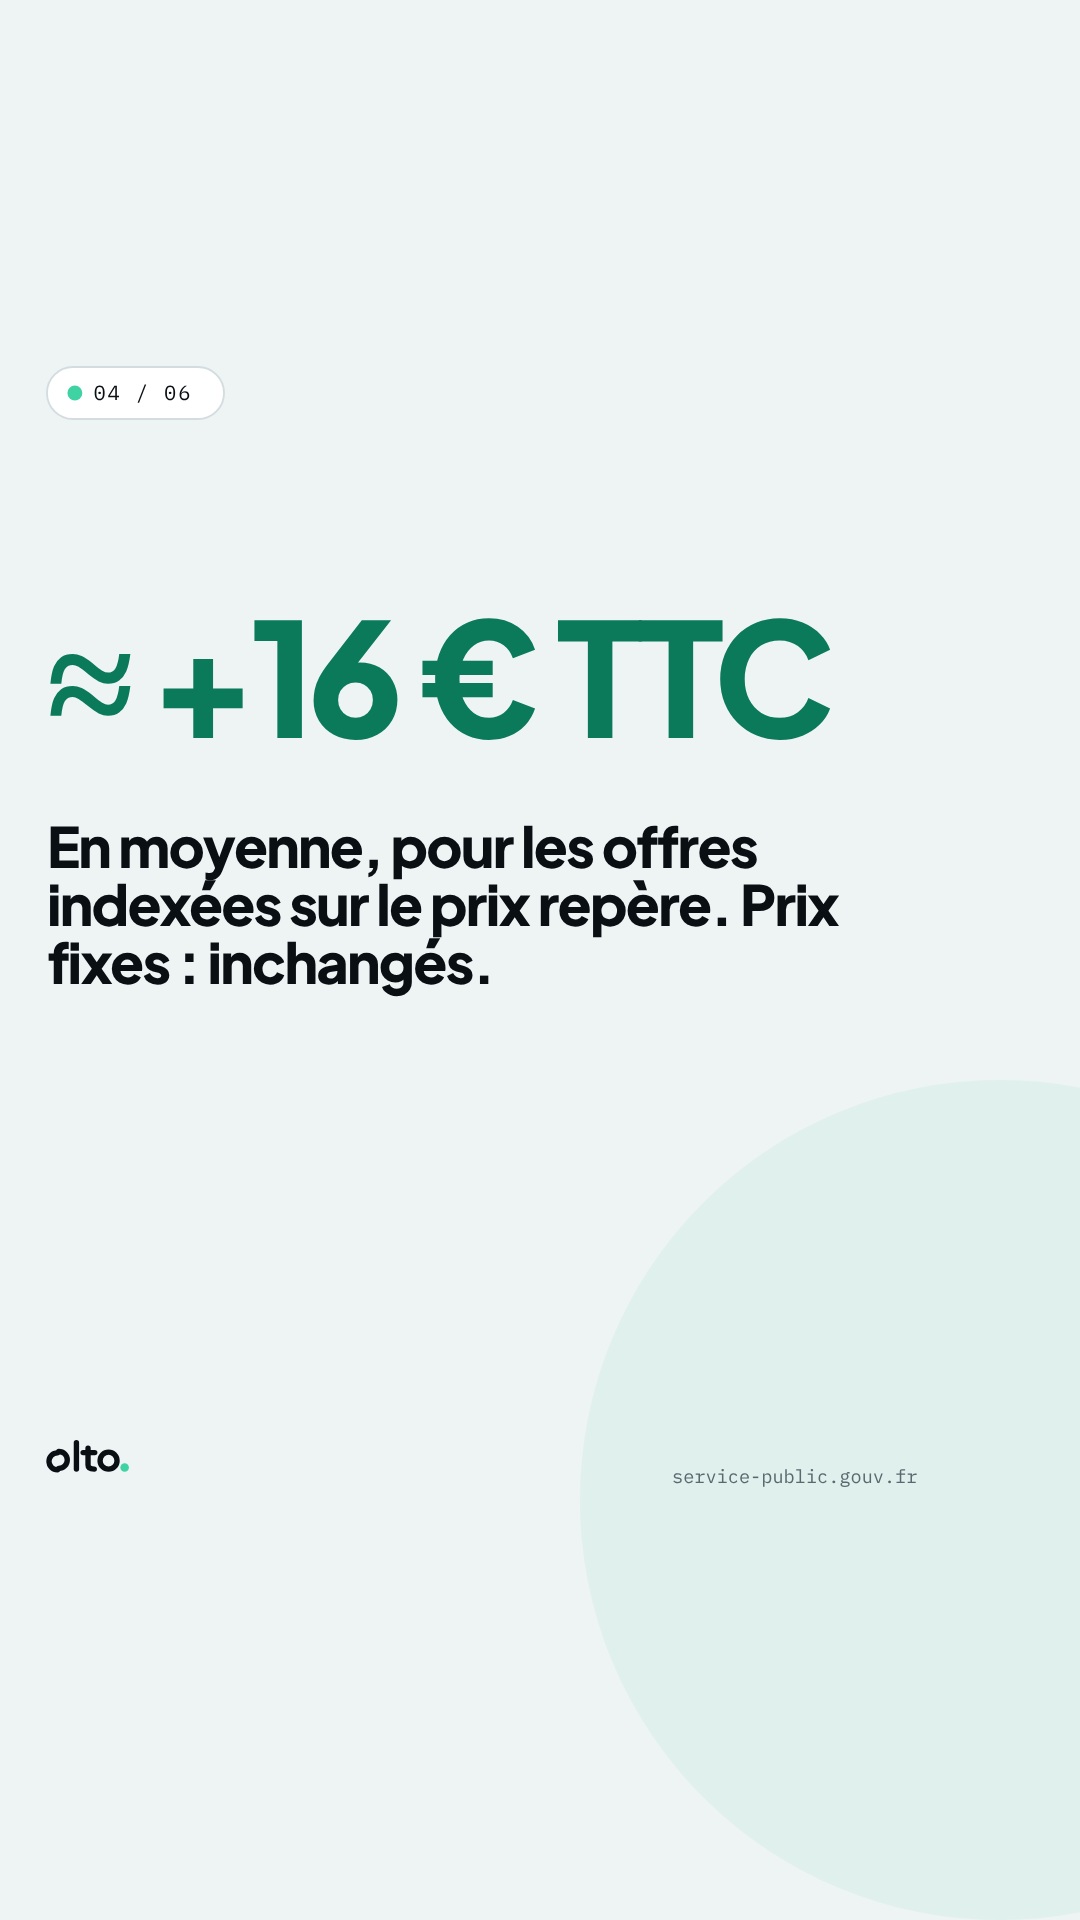 04 / 06
≈ +16 € TTC
En moyenne, pour les offres
indexées sur le prix repère. Prix
fixes : inchangés.
olto.
service-public.gouv.fr